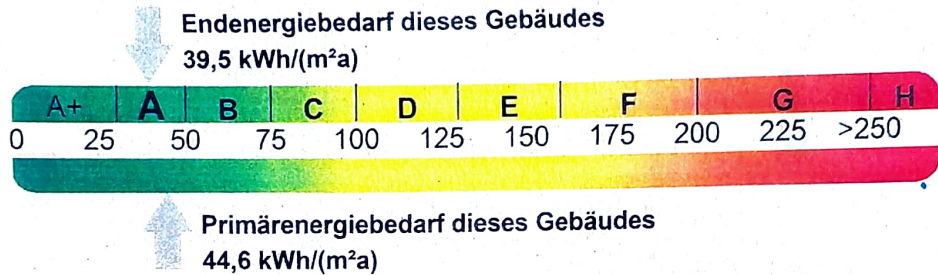 Endenergiebedarf dieses Gebäudes
39,5 kWh/(m²a)
A+ A B C D E F G H
0 25 50 75 100 125 150 175 200 225 >250
Primärenergiebedarf dieses Gebäudes
44,6 kWh/(m²a)